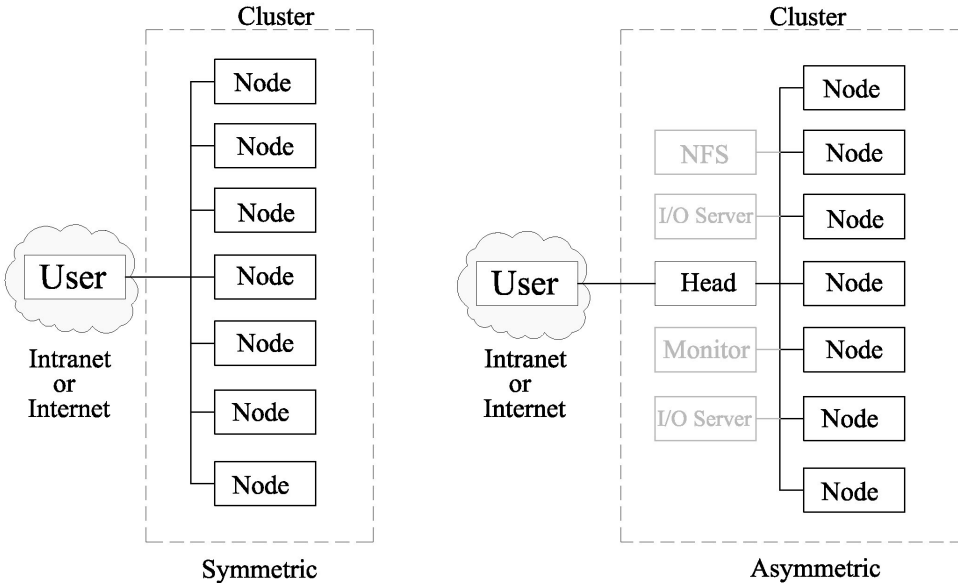 Cluster
Node
Node
Node
User
Node
Intranet
or
Internet
Node
Node
Node
Symmetric
Cluster
Node
NFS
Node
I/O Server
Node
User
Head
Node
Intranet
or
Internet
Monitor
Node
I/O Server
Node
Node
Asymmetric